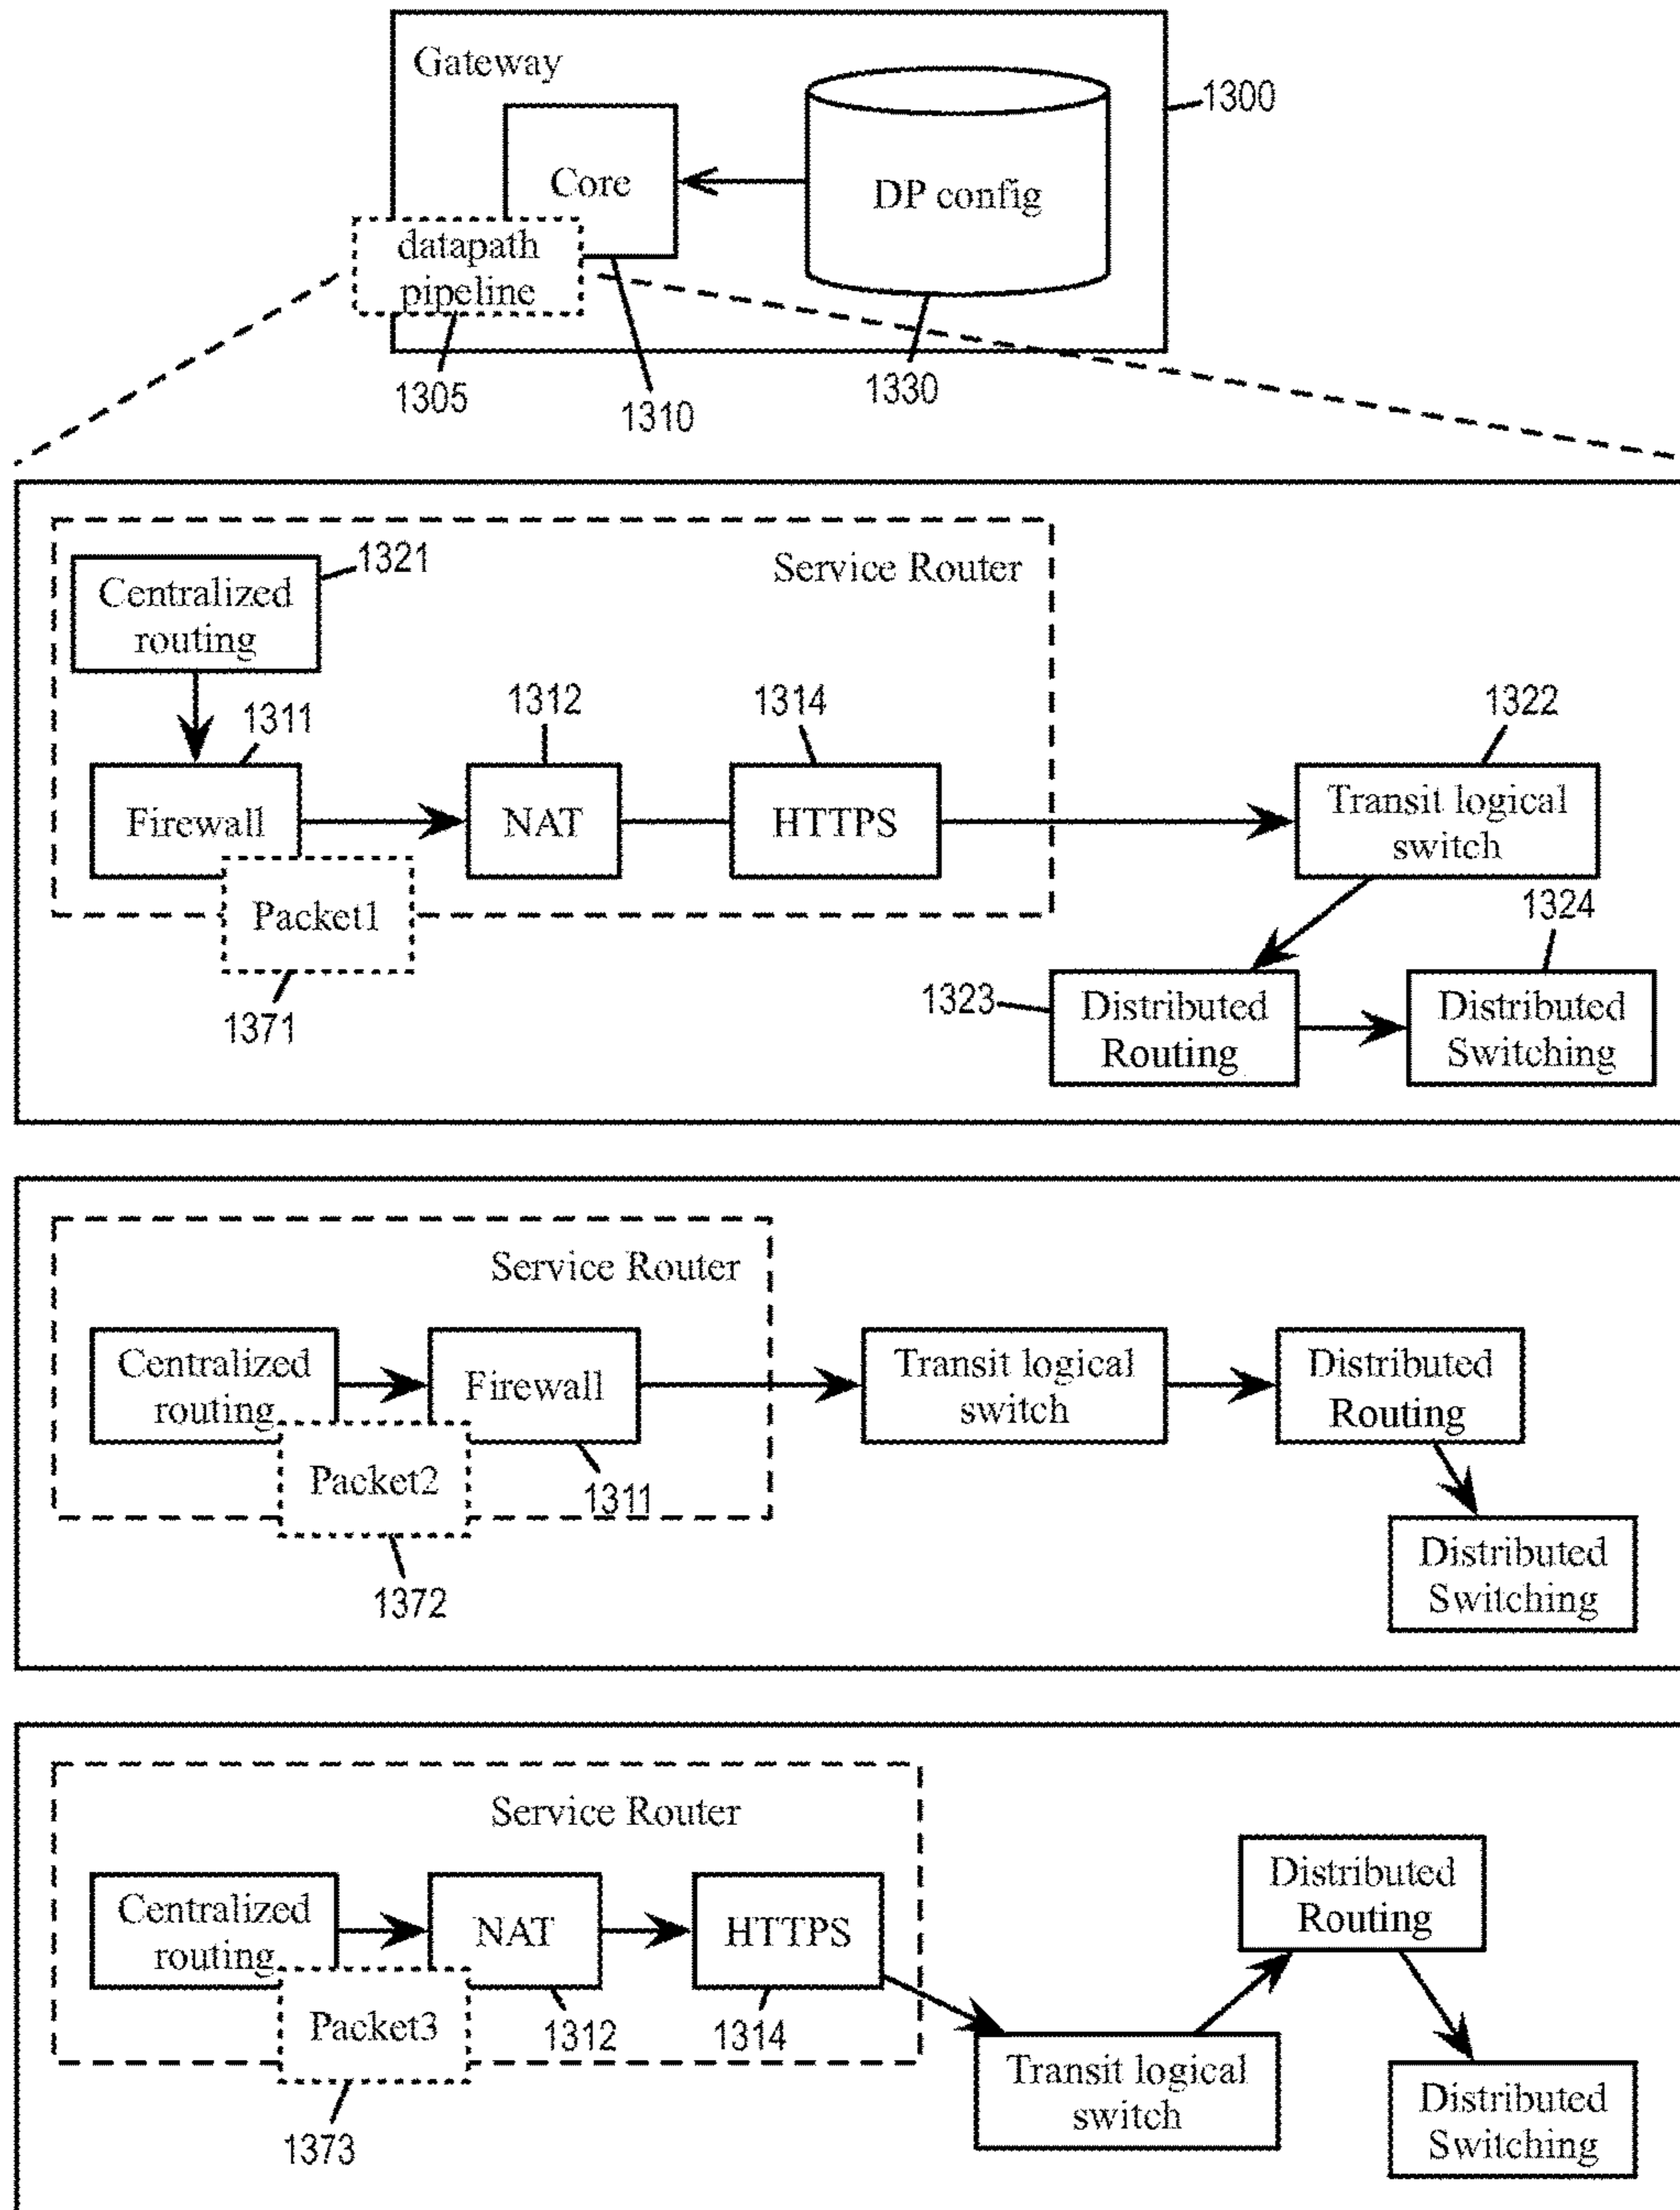 Gateway
1300
Core
DP config
datapath
pipeline
1305
1310
1330
Service Router
1321
Centralized
routing
1311
1312
1314
1322
Firewall
NAT
HTTPS
Transit logical
switch
Packet1
1371
1324
1323
Distributed
Routing
Distributed
Switching
Service Router
Centralized
routing
Firewall
Transit logical
switch
Distributed
Routing
Packet2
1311
1372
Distributed
Switching
Service Router
Centralized
routing
NAT
HTTPS
Distributed
Routing
Packet3
1312
1314
1373
Transit logical
switch
Distributed
Switching